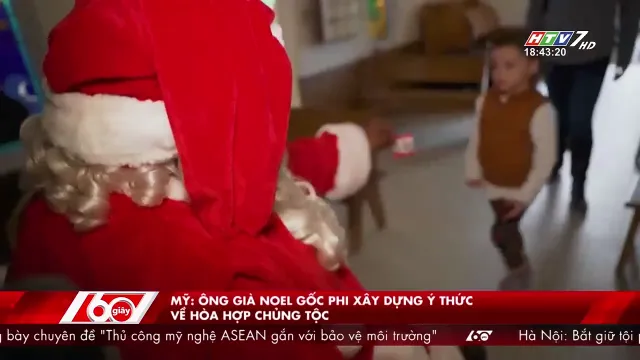 HTV7 HD
18:43:20
MỸ: ÔNG GIÀ NOEL GỐC PHI XÂY DỰNG Ý THỨC
VỀ HÒA HỢP CHỦNG TỘC
60 giây
g bày chuyên đề "Thủ công mỹ nghệ ASEAN gắn với bảo vệ môi trường" 60 Hà Nội: Bắt giữ tội